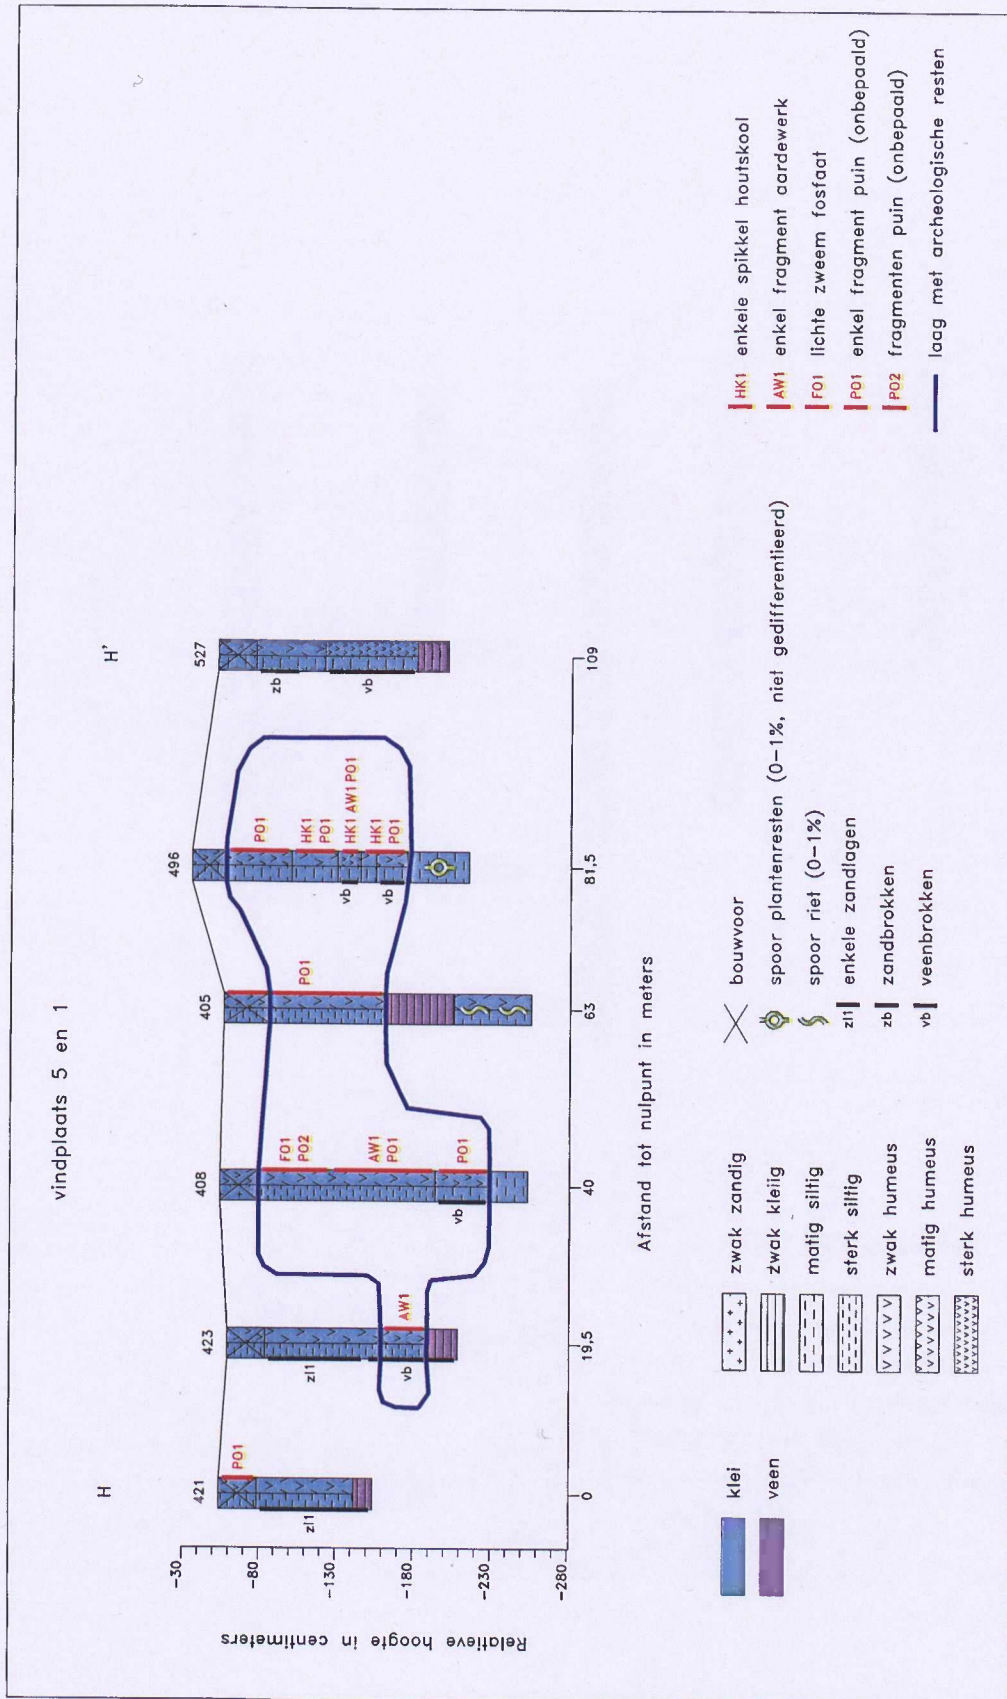 vindplaats 5 en 1
H
H'
421
423
408
405
496
527
PO1
zl1
zl1
vb
AW1
FO1
PO2
AW1
PO1
PO1
vb
PO1
PO1
HK1
PO1
HK1 AW1 PO1
HK1
PO1
vb
vb
zb
vb
Relatieve hoogte in centimeters
-30
-80
-130
-180
-230
-280
0
19,5
40
63
81,5
109
Afstand tot nulpunt in meters
klei
veen
zwak zandig
zwak kleiig
matig siltig
sterk siltig
zwak humeus
matig humeus
sterk humeus
bouwvoor
spoor plantenresten (0-1%, niet gedifferentieerd)
spoor riet (0-1%)
zl1 enkele zandlagen
zb zandbrokken
vb veenbrokken
HK1 enkele spikkel houtskool
AW1 enkel fragment aardewerk
FO1 lichte zweem fosfaat
PO1 enkel fragment puin (onbepaald)
PO2 fragmenten puin (onbepaald)
laag met archeologische resten